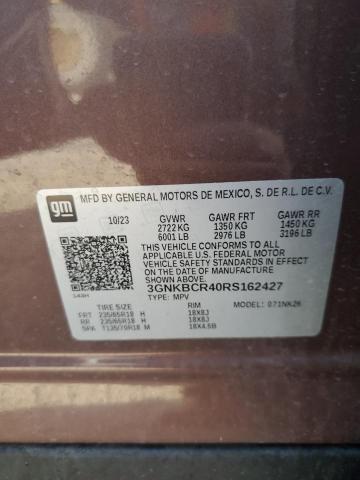 gm
MFD BY GENERAL MOTORS DE MEXICO, S. DE R.L. DE C.V.
10/23 GVWR GAWR FRT GAWR RR
2722 KG 1350 KG 1450 KG
6001 LB 2976 LB 3196 LB
THIS VEHICLE CONFORMS TO ALL
APPLICABLE U.S. FEDERAL MOTOR
VEHICLE SAFETY STANDARDS IN EFFECT
ON THE DATE OF MANUFACTURE
SHOWN ABOVE.
3GNKBCR40RS162427
TYPE: MPV MODEL: 071NK26
TIRE SIZE RIM
FRT 235/65R18 H 18X8J
RR 235/65R18 H 18X8J
SPR T135/70R18 M 18X4.5B